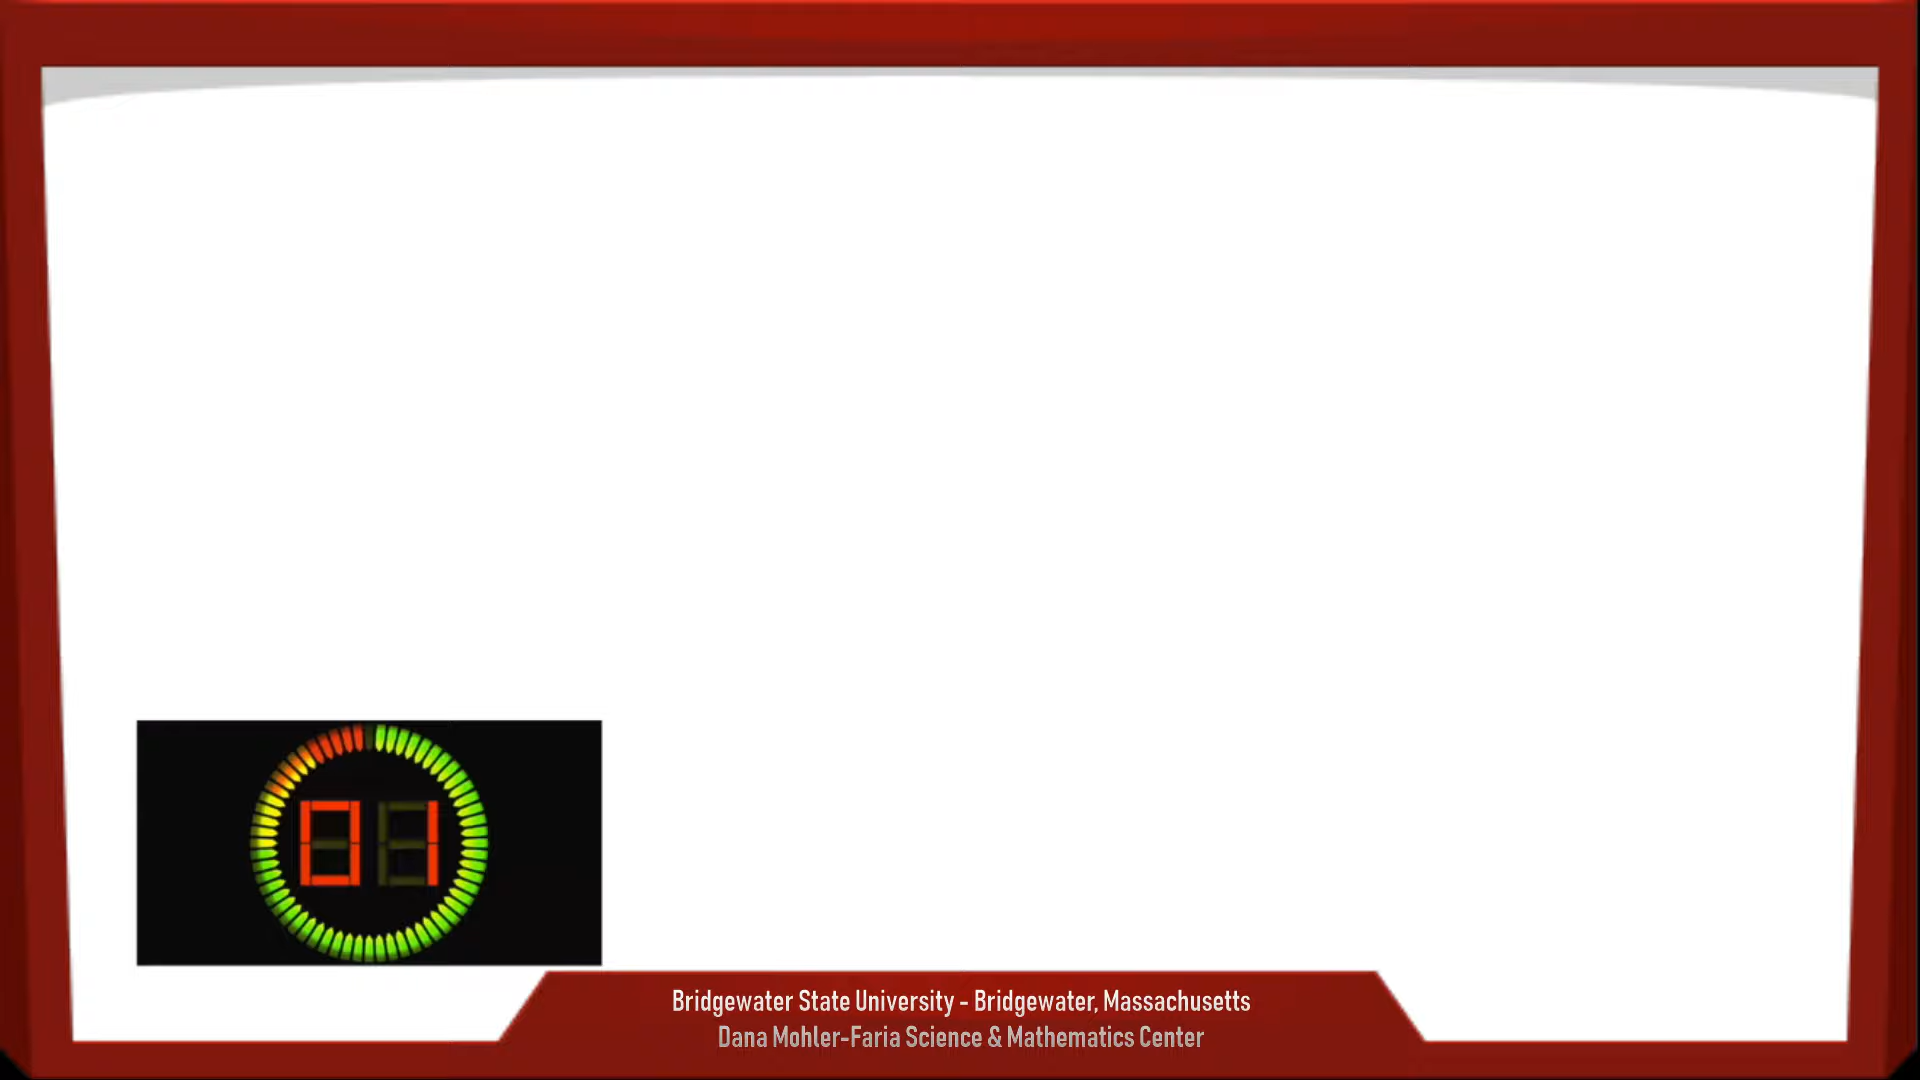 01
Bridgewater State University - Bridgewater, Massachusetts
Dana Mohler-Faria Science & Mathematics Center